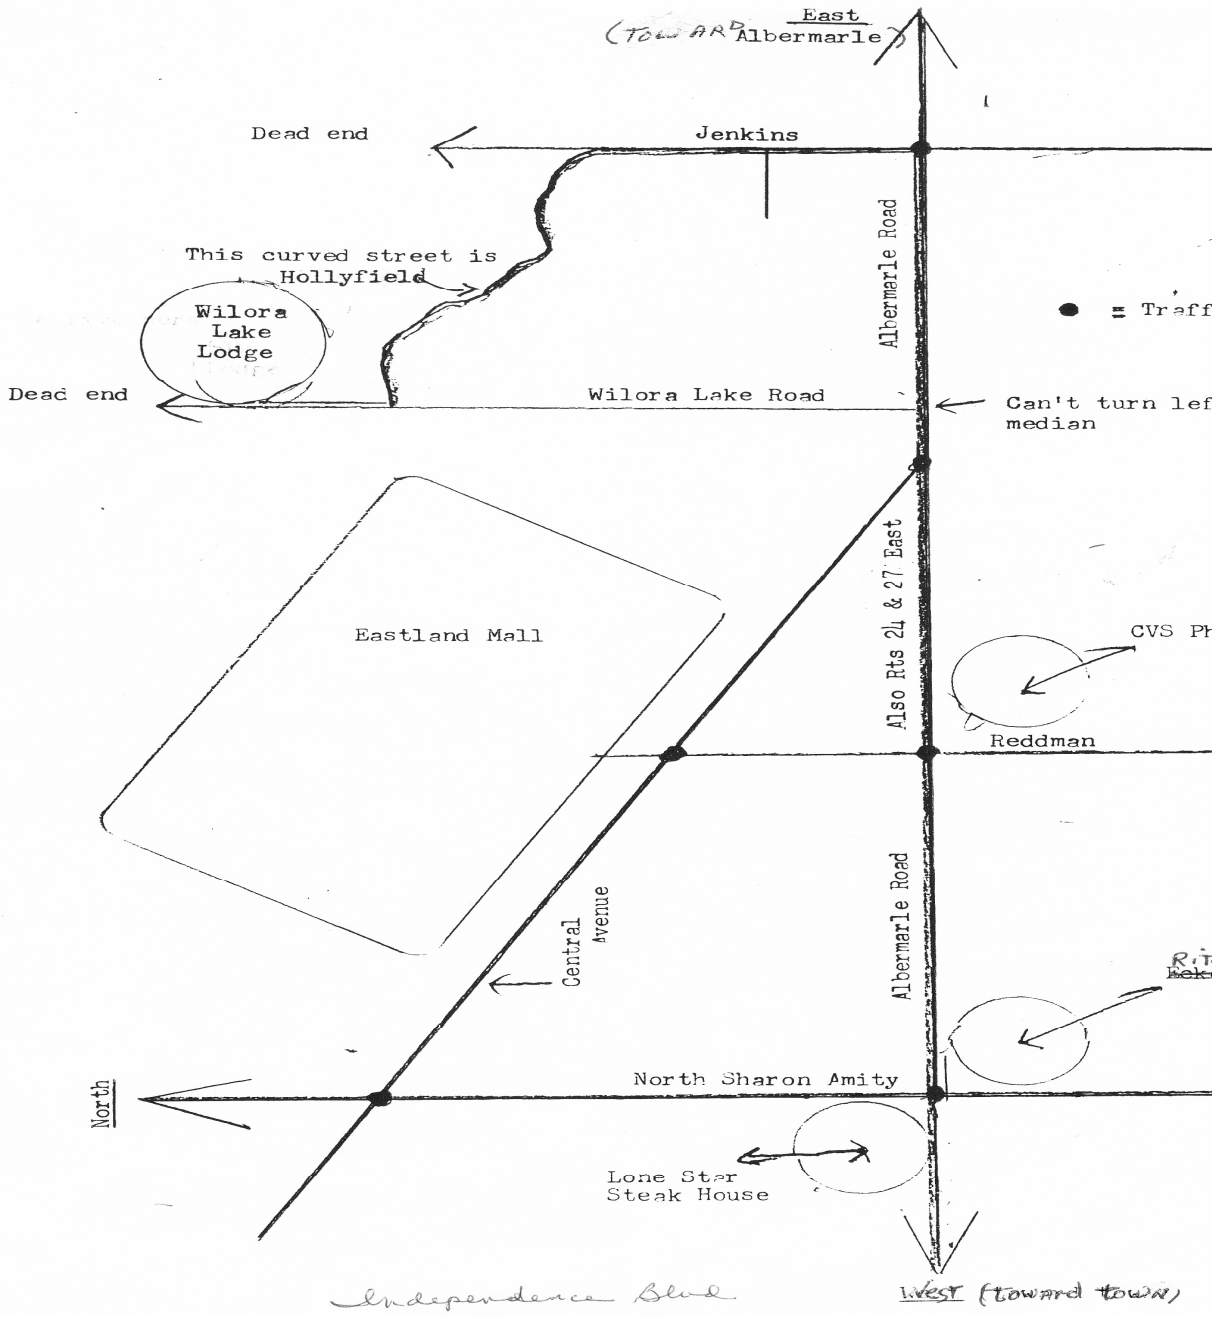 East
(TOWARD Albermarle)
Dead end
Jenkins
Albermarle Road
This curved street is
Hollyfield
Wilora
Lake
Lodge
= Traff
Dead end
Wilora Lake Road
Can't turn lef
median
Also Rts 24 & 27 East
Eastland Mall
CVS Ph
Reddman
Albermarle Road
Central
Avenue
RiT
Eck
North
North Sharon Amity
Lone Star
Steak House
Independence Blvd
West (toward town)